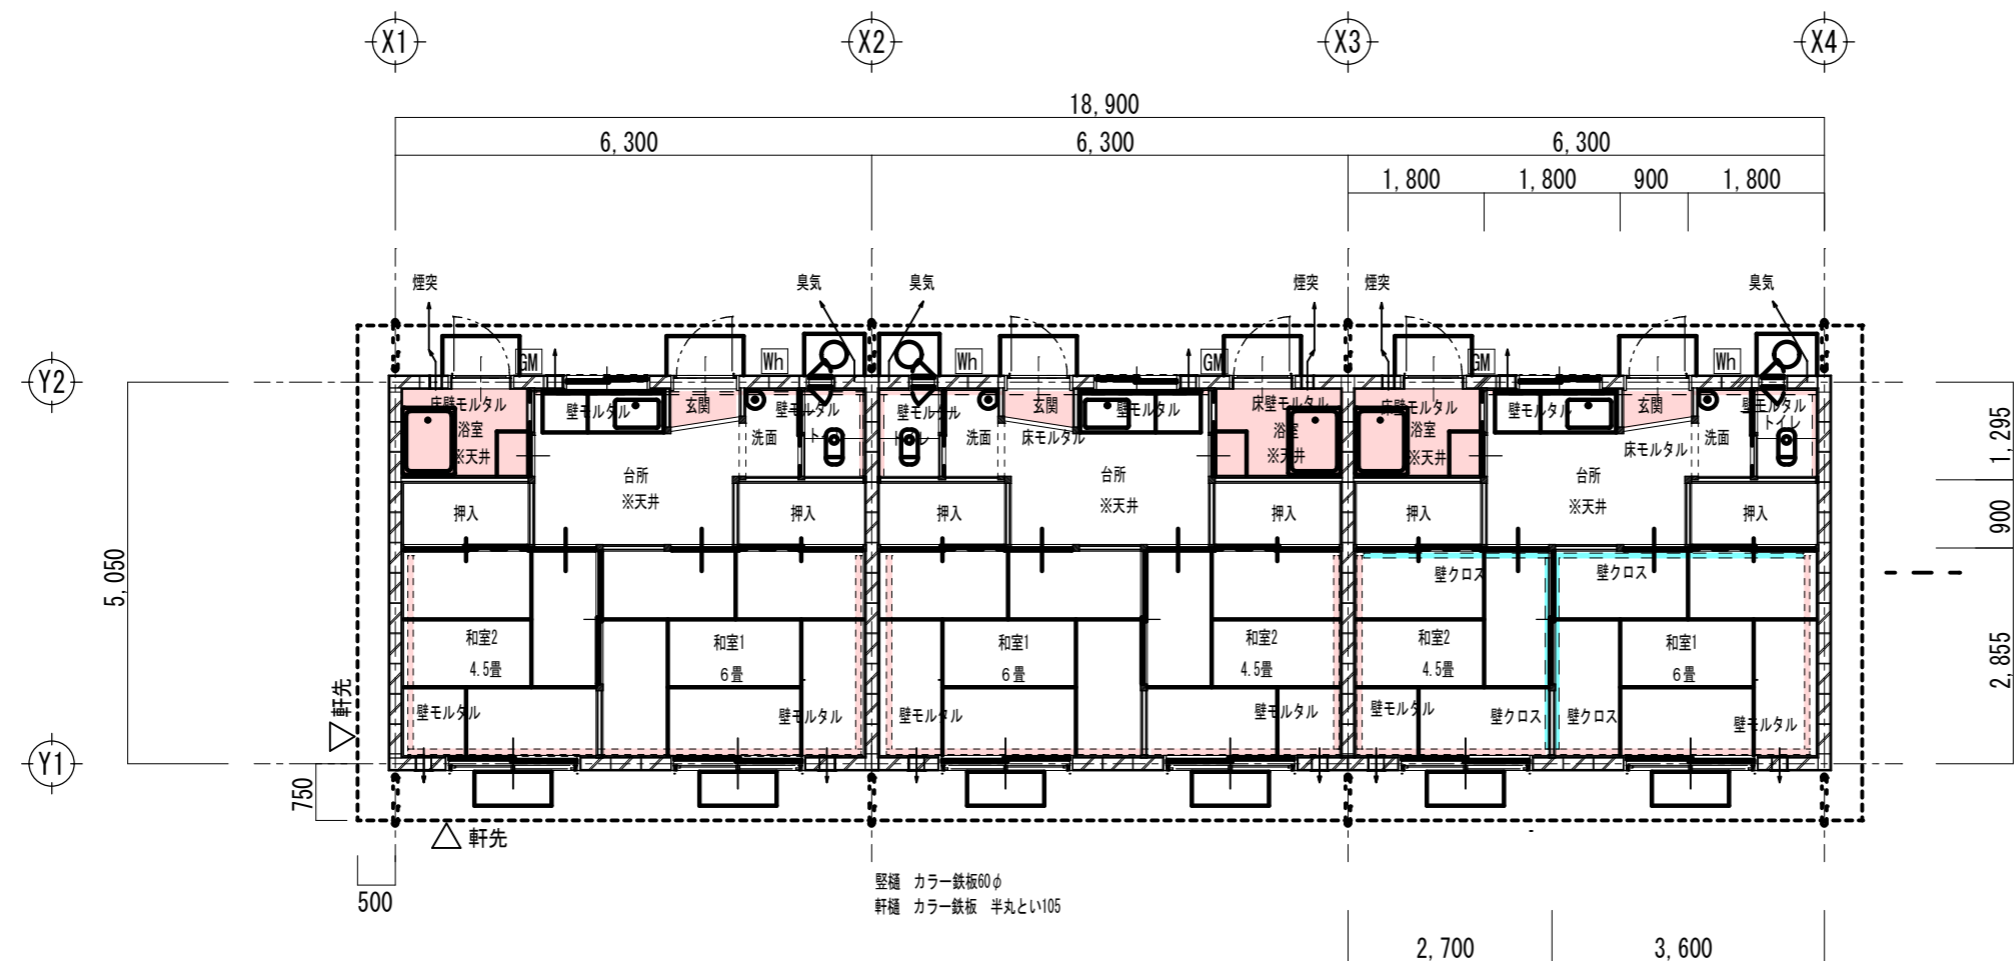 X1 X2 X3 X4
18,900
6,300 6,300 6,300
1,800 1,800 900 1,800
煙突 臭気 臭気 煙突 煙突 臭気
GM Wh Wh GM GM Wh
Y2
床壁モルタル 壁モルタル 玄関 壁モルタル 壁モルタル 玄関 壁モルタル 床壁モルタル 床壁モルタル 壁モルタル 玄関 壁モルタル
浴室 洗面 トイレ トイレ 洗面 床モルタル 浴室 浴室 床モルタル 洗面 トイレ
※天井 台所 台所 ※天井 ※天井 台所
※天井 ※天井 ※天井
1,295
押入 押入 押入 押入 押入 押入
900
5,050
壁クロス 壁クロス
和室2 和室1 和室1 和室2 和室2 和室1
4.5畳 6畳 6畳 4.5畳 4.5畳 6畳
2,855
軒先
壁モルタル 壁モルタル 壁モルタル 壁モルタル 壁モルタル 壁クロス 壁クロス 壁モルタル
Y1
750
軒先
500
竪樋 カラー鉄板60φ
軒樋 カラー鉄板 半丸とい105
2,700 3,600